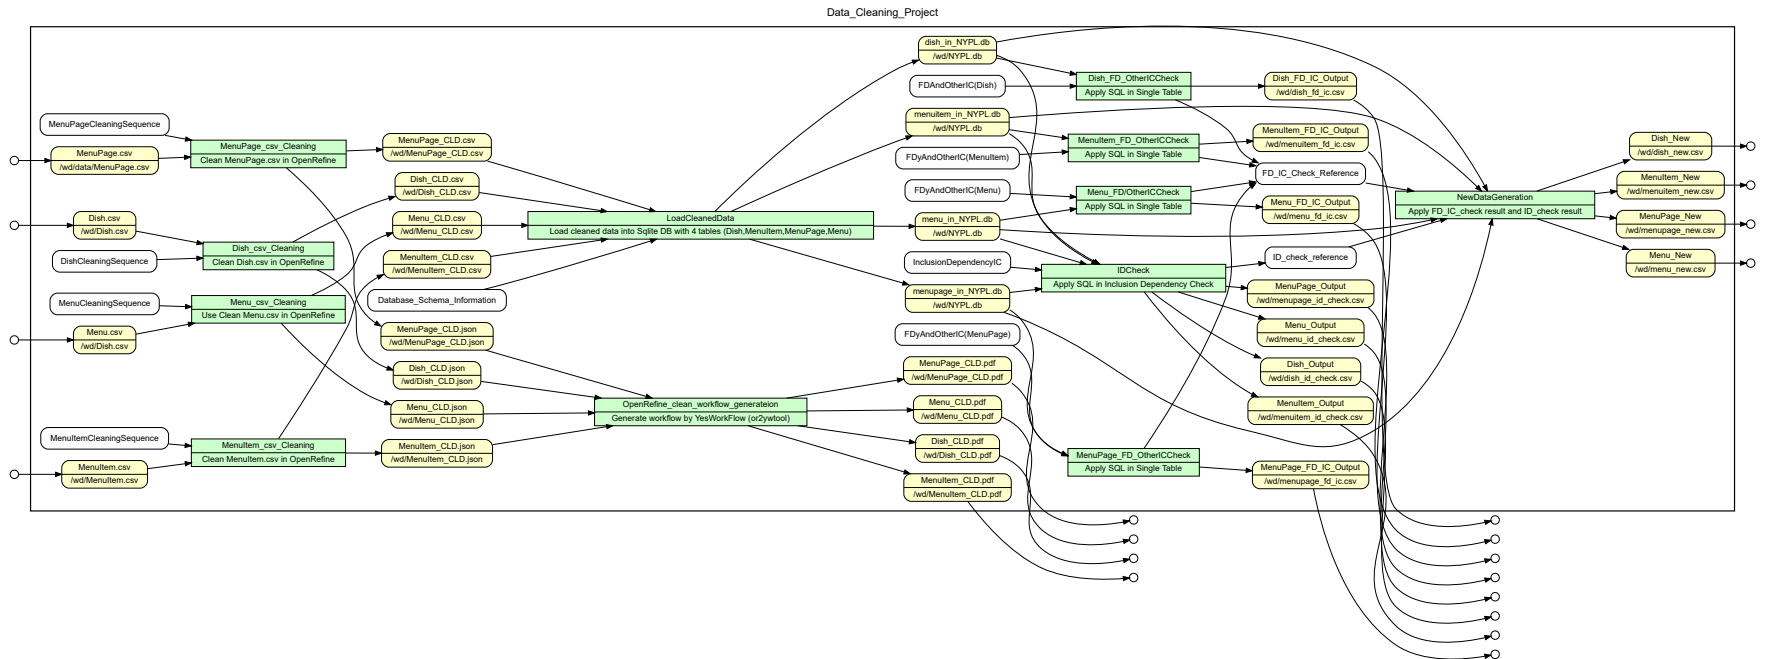 Data_Cleaning_Project
MenuPageCleaningSequence
MenuPage.csv
/wd/data/MenuPage.csv
Dish.csv
/wd/Dish.csv
DishCleaningSequence
MenuCleaningSequence
Menu.csv
/wd/Dish.csv
MenuItemCleaningSequence
MenuItem.csv
/wd/MenuItem.csv
MenuPage_csv_Cleaning
Clean MenuPage.csv in OpenRefine
Dish_csv_Cleaning
Clean Dish.csv in OpenRefine
Menu_csv_Cleaning
Use Clean Menu.csv in OpenRefine
MenuItem_csv_Cleaning
Clean MenuItem.csv in OpenRefine
MenuPage_CLD.csv
/wd/MenuPage_CLD.csv
Dish_CLD.csv
/wd/Dish_CLD.csv
Menu_CLD.csv
/wd/Menu_CLD.csv
MenuItem_CLD.csv
/wd/MenuItem_CLD.csv
Database_Schema_Information
MenuPage_CLD.json
/wd/MenuPage_CLD.json
Dish_CLD.json
/wd/Dish_CLD.json
Menu_CLD.json
/wd/Menu_CLD.json
MenuItem_CLD.json
/wd/MenuItem_CLD.json
LoadCleanedData
Load cleaned data into Sqlite DB with 4 tables (Dish,MenuItem,MenuPage,Menu)
OpenRefine_clean_workflow_generateion
Generate workflow by YesWorkFlow (or2ywtool)
dish_in_NYPL.db
/wd/NYPL.db
FDAndOtherIC(Dish)
menuitem_in_NYPL.db
/wd/NYPL.db
FDyAndOtherIC(MenuItem)
FDyAndOtherIC(Menu)
menu_in_NYPL.db
/wd/NYPL.db
InclusionDependencyIC
menupage_in_NYPL.db
/wd/NYPL.db
FDyAndOtherIC(MenuPage)
MenuPage_CLD.pdf
/wd/MenuPage_CLD.pdf
Menu_CLD.pdf
/wd/Menu_CLD.pdf
Dish_CLD.pdf
/wd/Dish_CLD.pdf
MenuItem_CLD.pdf
/wd/MenuItem_CLD.pdf
Dish_FD_OtherICCheck
Apply SQL in Single Table
MenuItem_FD_OtherICCheck
Apply SQL in Single Table
Menu_FD/OtherICCheck
Apply SQL in Single Table
IDCheck
Apply SQL in Inclusion Dependency Check
MenuPage_FD_OtherICCheck
Apply SQL in Single Table
Dish_FD_IC_Output
/wd/dish_fd_ic.csv
MenuItem_FD_IC_Output
/wd/menuitem_fd_ic.csv
FD_IC_Check_Reference
Menu_FD_IC_Output
/wd/menu_fd_ic.csv
ID_check_reference
MenuPage_Output
/wd/menupage_id_check.csv
Menu_Output
/wd/menu_id_check.csv
Dish_Output
/wd/dish_id_check.csv
MenuItem_Output
/wd/menuitem_id_check.csv
MenuPage_FD_IC_Output
/wd/menupage_fd_ic.csv
NewDataGeneration
Apply FD_IC_check result and ID_check result
Dish_New
/wd/dish_new.csv
MenuItem_New
/wd/menuitem_new.csv
MenuPage_New
/wd/menupage_new.csv
Menu_New
/wd/menu_new.csv